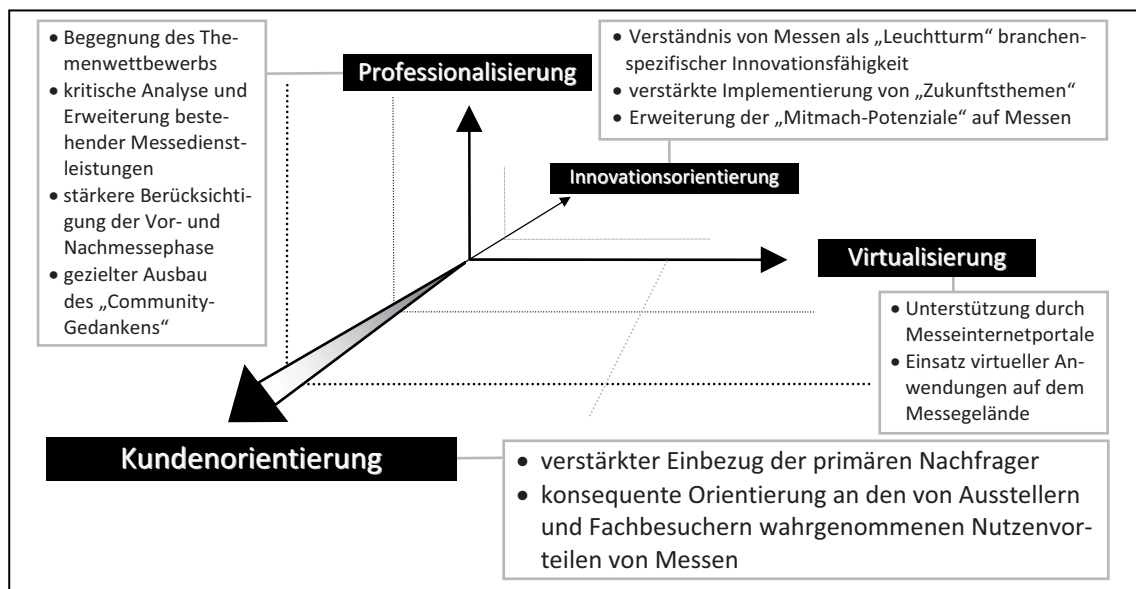 • Begegnung des The-
menwettbewerbs
• kritische Analyse und
Erweiterung beste-
hender Messedienst-
leistungen
• stärkere Berücksichti-
gung der Vor- und
Nachmessephase
• gezielter Ausbau
des „Community-
Gedankens“
Professionalisierung
• Verständnis von Messen als „Leuchtturm“ branchen-
spezifischer Innovationsfähigkeit
• verstärkte Implementierung von „Zukunftsthemen“
• Erweiterung der „Mitmach-Potenziale“ auf Messen
Innovationsorientierung
Virtualisierung
• Unterstützung durch
Messeinternetportale
• Einsatz virtueller An-
wendungen auf dem
Messegelände
Kundenorientierung
• verstärkter Einbezug der primären Nachfrager
• konsequente Orientierung an den von Ausstellern
und Fachbesuchern wahrgenommenen Nutzenvor-
teilen von Messen